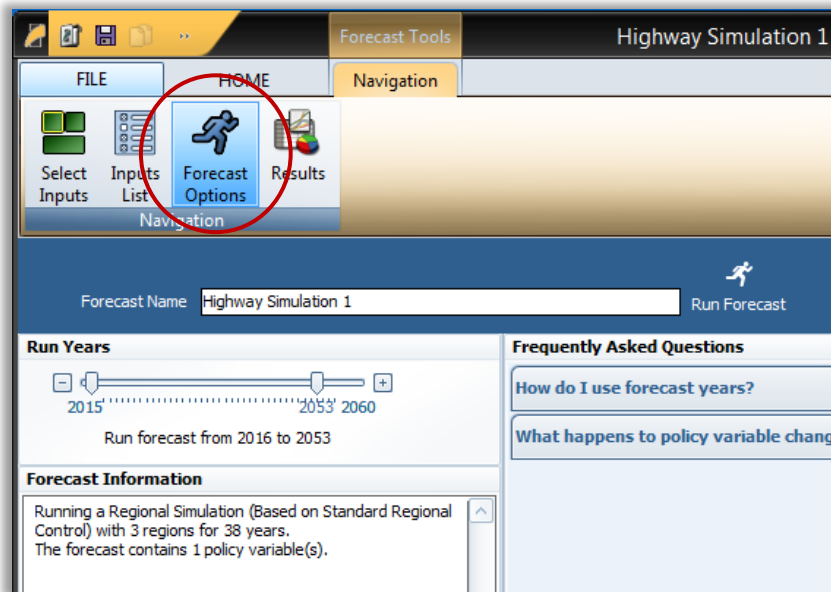 Forecast Tools
Highway Simulation 1
FILE
HOME
Navigation
Select
Inputs
Inputs
List
Forecast
Options
Results
Navigation
Forecast Name
Highway Simulation 1
Run Forecast
Run Years
2015
2053
2060
Run forecast from 2016 to 2053
Forecast Information
Running a Regional Simulation (Based on Standard Regional
Control) with 3 regions for 38 years.
The forecast contains 1 policy variable(s).
Frequently Asked Questions
How do I use forecast years?
What happens to policy variable chang